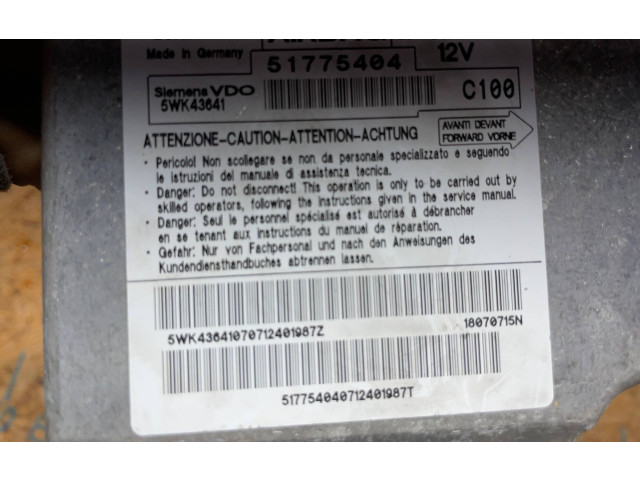 Made in Germany
51775404
12V
Siemens VDO
5WK43641
C100
ATTENZIONE-CAUTION-ATTENTION-ACHTUNG
AVANTI DEVANT
FORWARD VORNE
• Pericolo! Non scollegare se non da personale specializzato e seguendo
le istruzioni del manuale di assistenza tecnica.
• Danger: Do not disconnect! This operation is only to be carried out by
skilled operators, following the instructions given in the service manual.
• Danger: Seul le personnel spécialisé est autorisé à débrancher
en se tenant aux instructions du manuel de réparation.
• Gefahr: Nur von Fachpersonal und nach den Anweisungen des
Kundendiensthandbuches abtrennen lassen.
5WK43641070712401987Z
18070715N
517754040712401987T